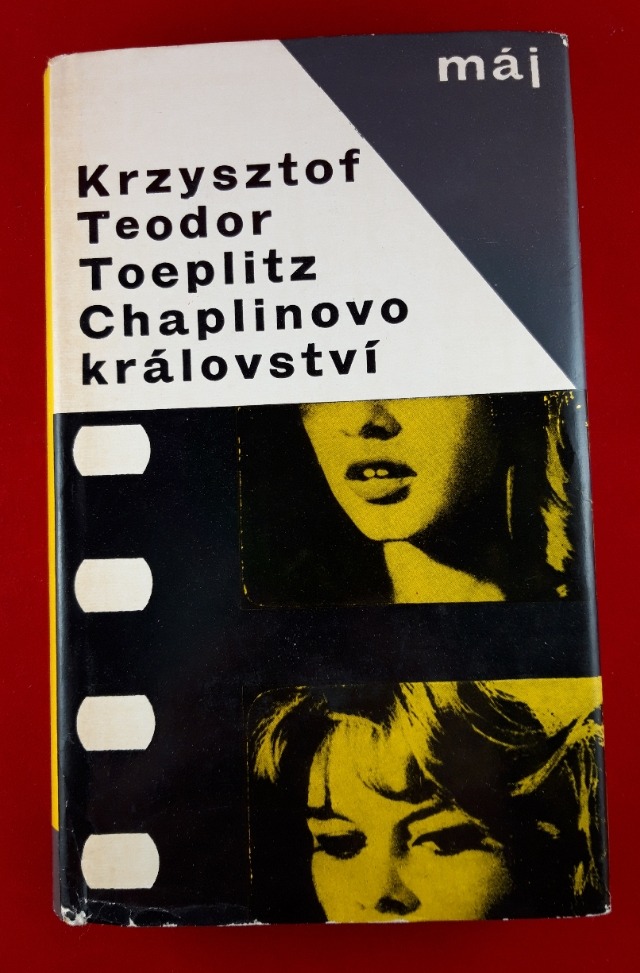 máj
Krzysztof
Teodor
Toeplitz
Chaplinovo
království